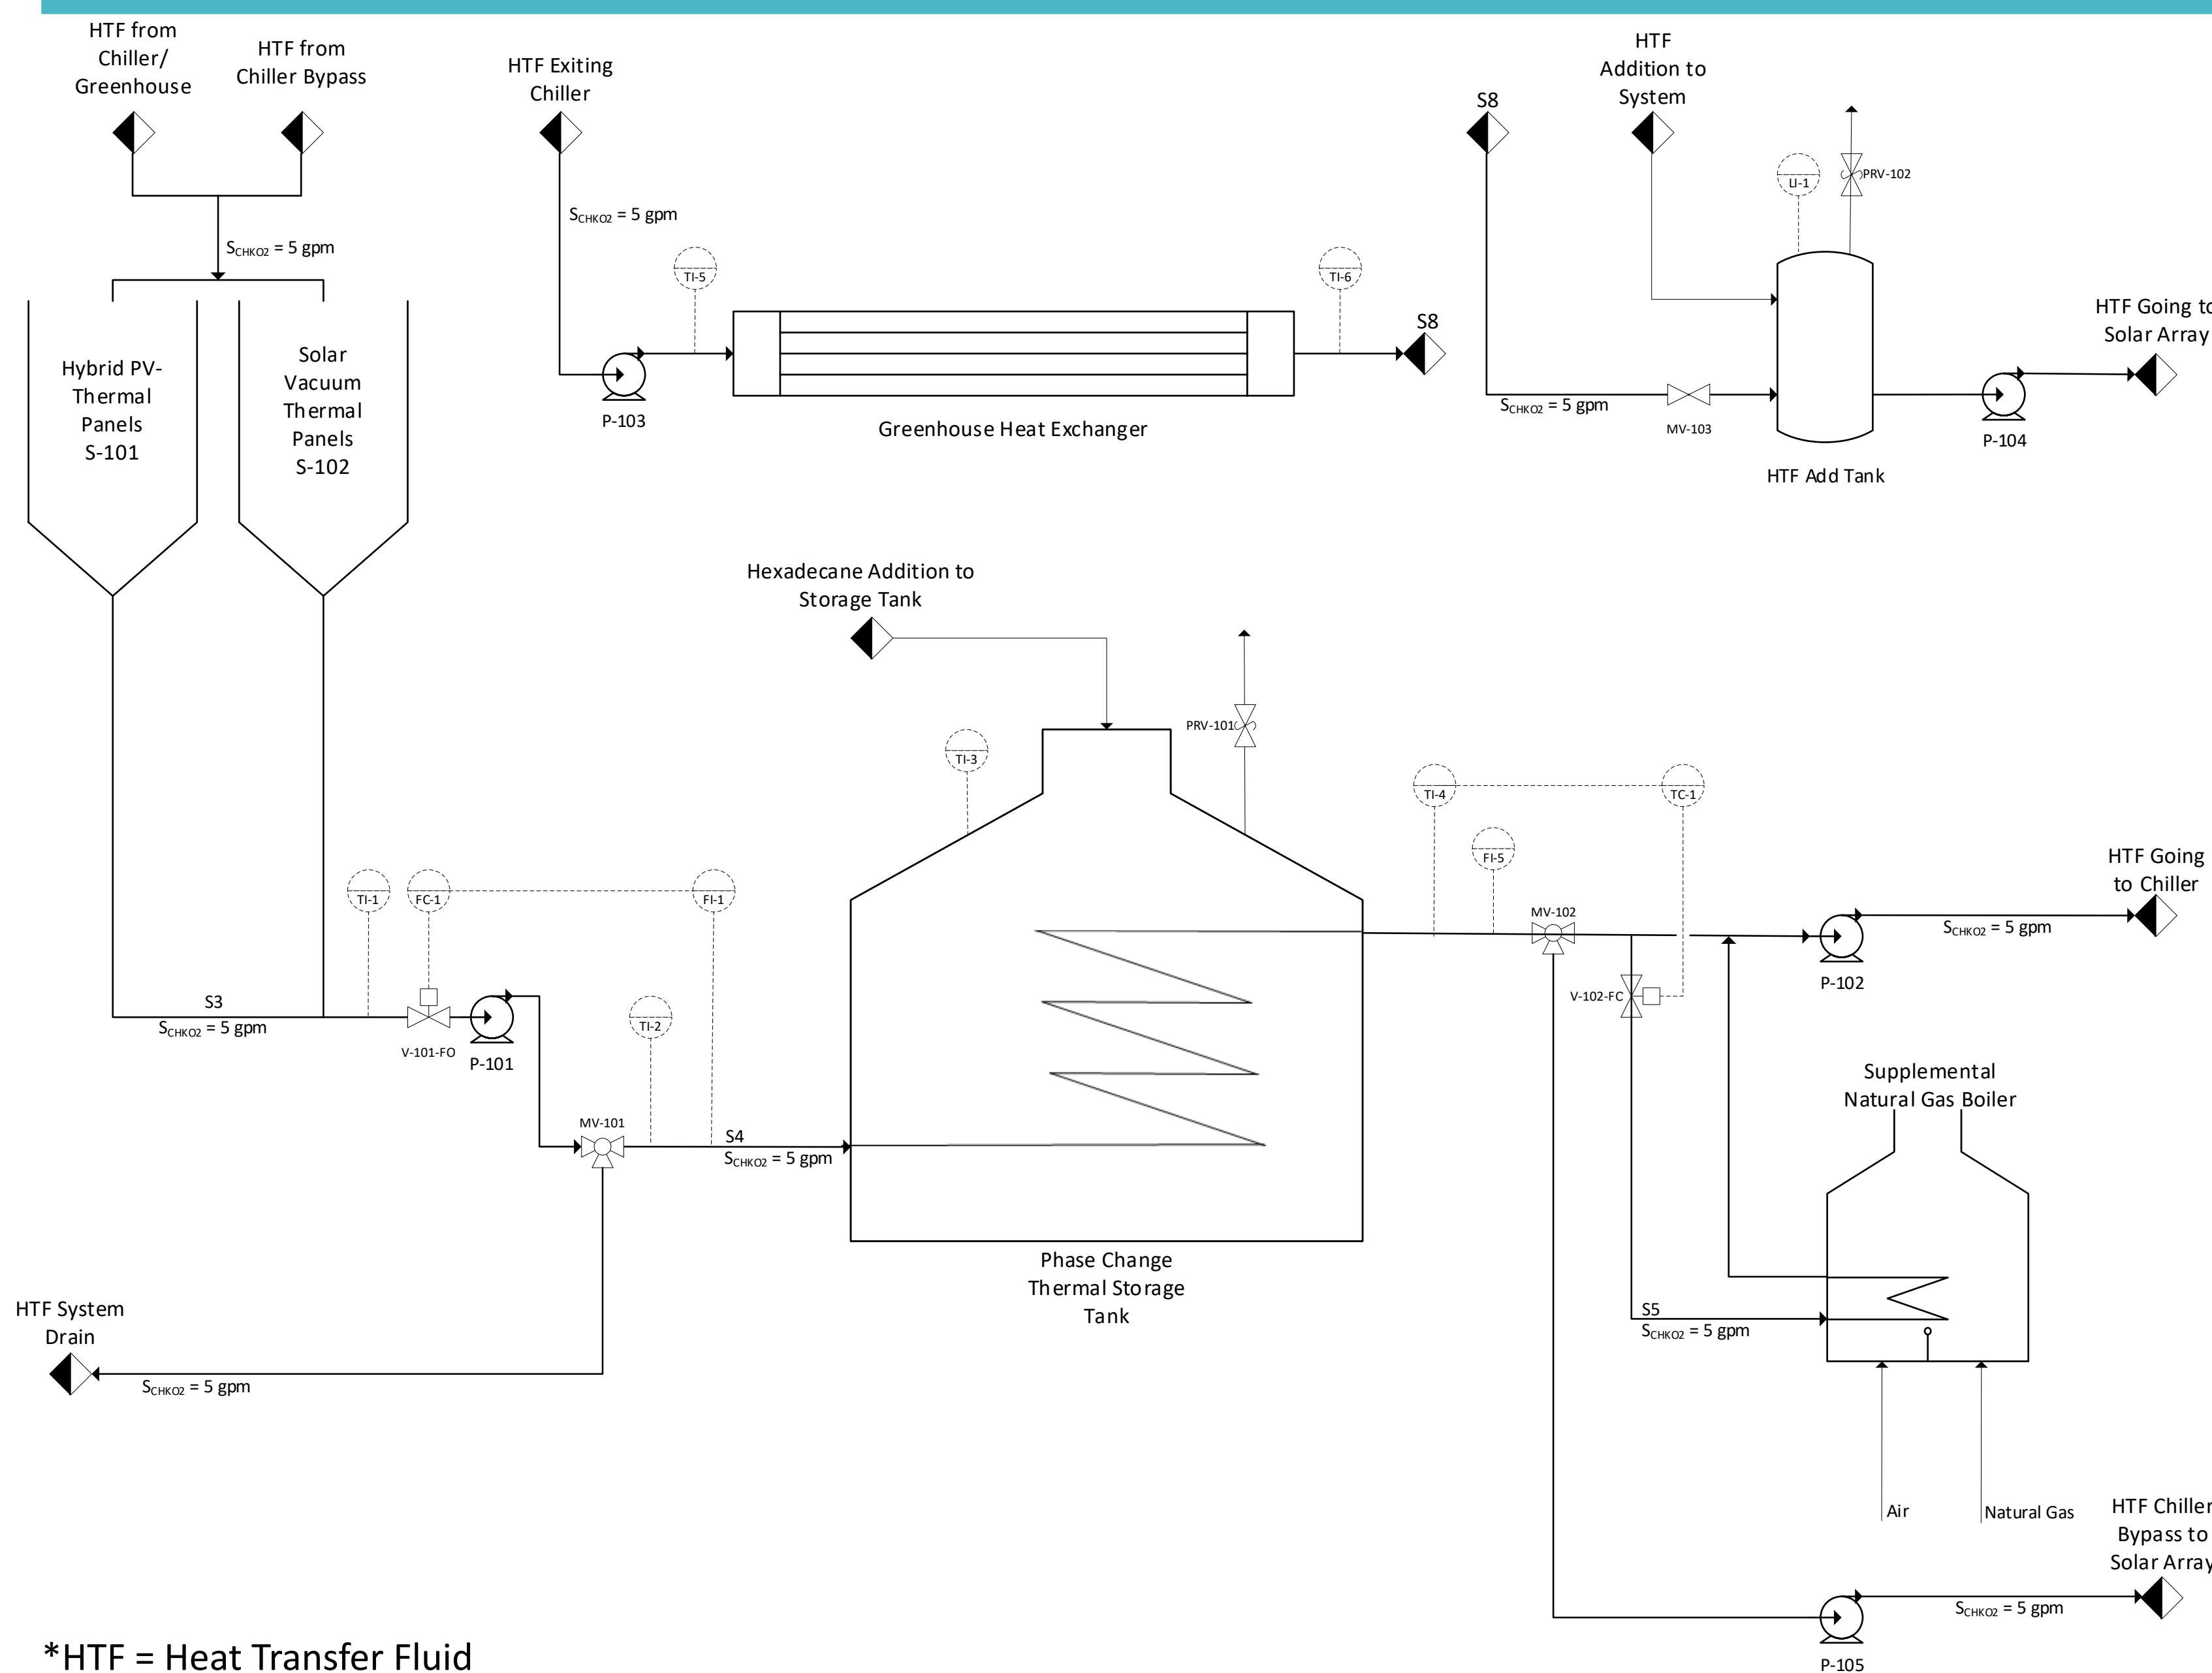 HTF from
Chiller/
Greenhouse
HTF from
Chiller Bypass
HTF Exiting
Chiller
S8
HTF
Addition to
System
LI-1
PRV-102
SCHKO2 = 5 gpm
SCHKO2 = 5 gpm
TI-5
TI-6
S8
HTF Going to
Solar Array
Hybrid PV-
Thermal
Panels
S-101
Solar
Vacuum
Thermal
Panels
S-102
P-103
Greenhouse Heat Exchanger
SCHKO2 = 5 gpm
MV-103
P-104
HTF Add Tank
Hexadecane Addition to
Storage Tank
TI-3
PRV-101
TI-4
TC-1
FI-5
HTF Going
to Chiller
TI-1
FC-1
FI-1
MV-102
SCHKO2 = 5 gpm
P-102
S3
SCHKO2 = 5 gpm
V-101-FO
P-101
TI-2
V-102-FC
MV-101
S4
SCHKO2 = 5 gpm
Supplemental
Natural Gas Boiler
Phase Change
Thermal Storage
Tank
S5
SCHKO2 = 5 gpm
HTF System
Drain
SCHKO2 = 5 gpm
Air
Natural Gas
HTF Chiller
Bypass to
Solar Array
SCHKO2 = 5 gpm
P-105
*HTF = Heat Transfer Fluid